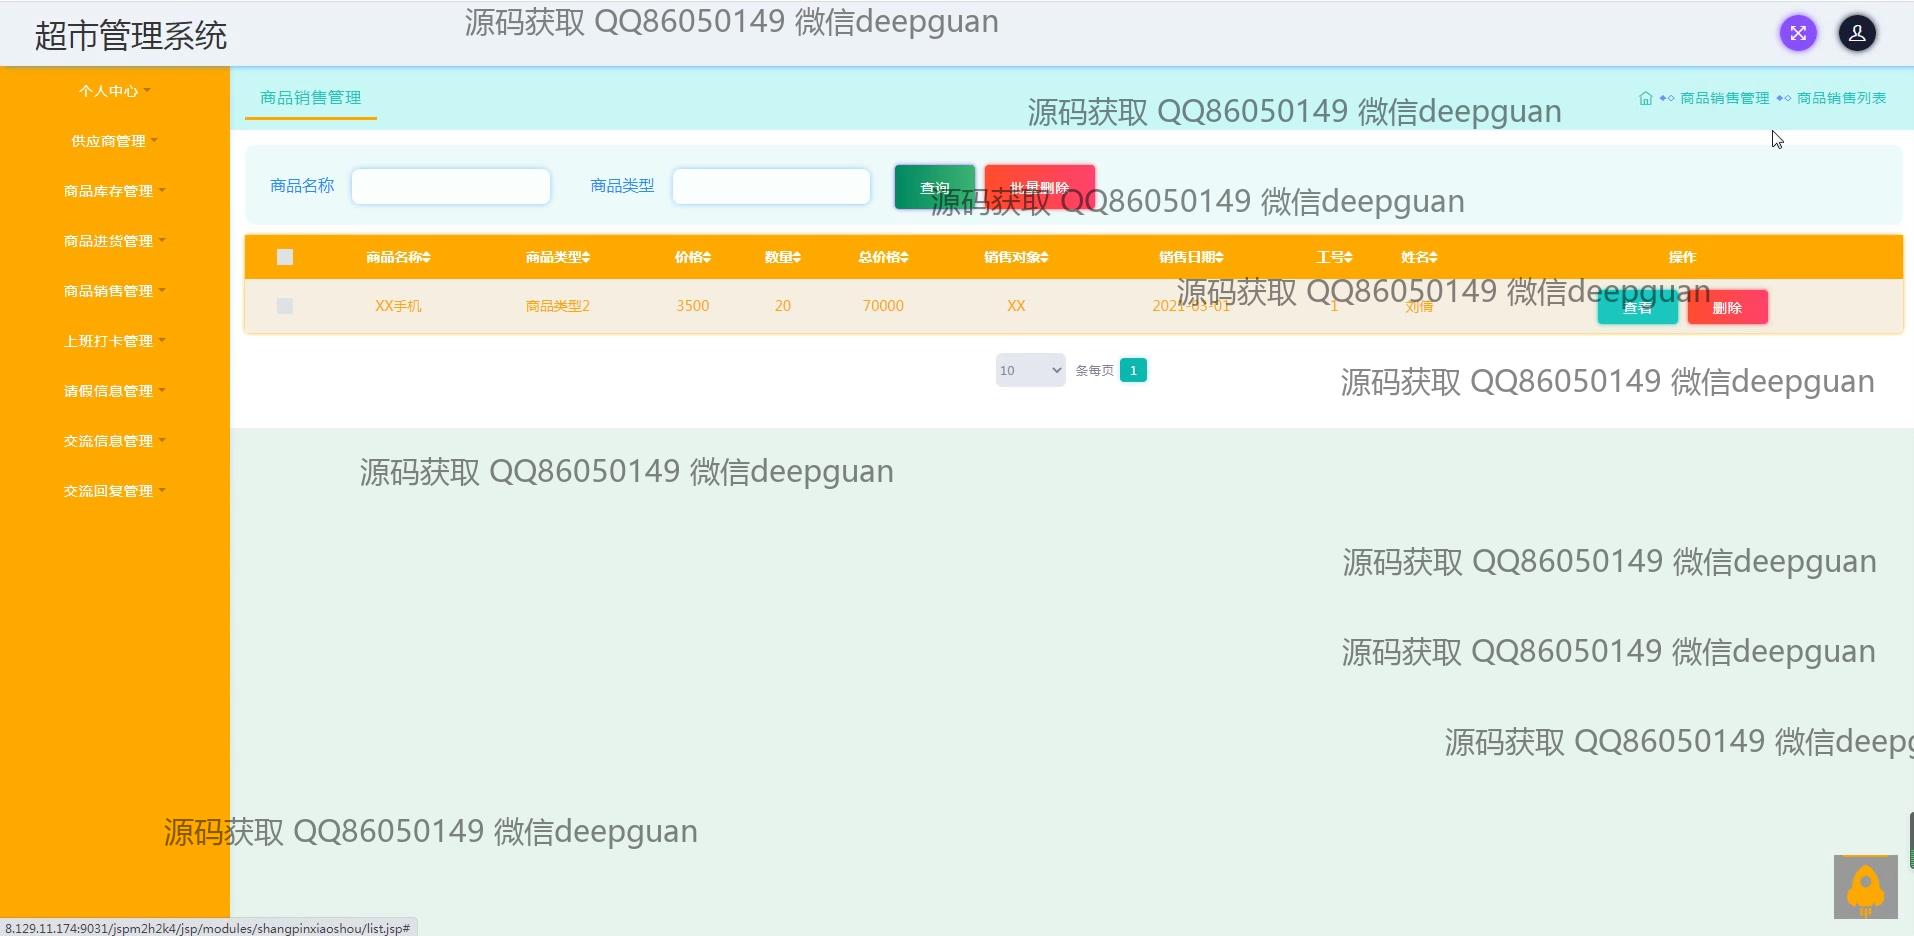 超市管理系统
源码获取 QQ86050149 微信deepguan
个人中心
供应商管理
商品库存管理
商品进货管理
商品销售管理
上班打卡管理
请假信息管理
交流信息管理
交流回复管理
商品销售管理
源码获取 QQ86050149 微信deepguan
商品销售管理 商品销售列表
商品名称 商品类型 查询 批量删除
源码获取 QQ86050149 微信deepguan
商品名称 商品类型 价格 数量 总价格 销售对象 销售日期 工号 姓名 操作
源码获取 QQ86050149 微信deepguan
XX手机 商品类型2 3500 20 70000 XX 2021-03-01 1 刘倩 查看 删除
10 条每页 1
源码获取 QQ86050149 微信deepguan
源码获取 QQ86050149 微信deepguan
源码获取 QQ86050149 微信deepguan
源码获取 QQ86050149 微信deepguan
源码获取 QQ86050149 微信deepg
源码获取 QQ86050149 微信deepguan
8.129.11.174:9031/jspm2h2k4/jsp/modules/shangpinxiaoshou/list.jsp#